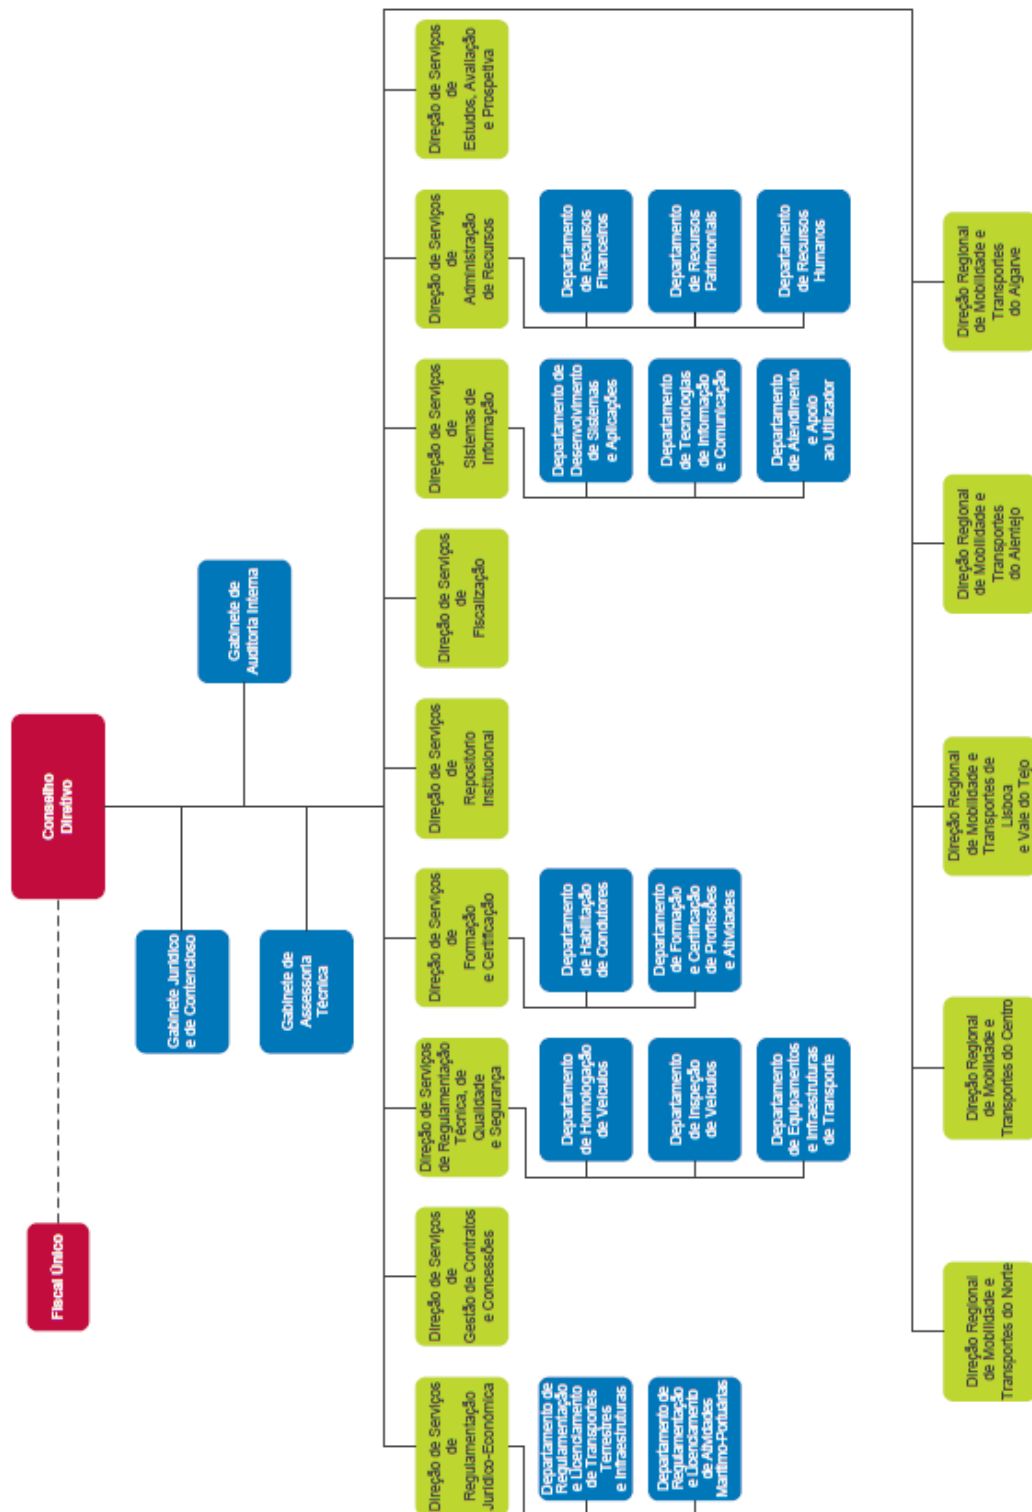 Fiscal Único
Conselho
Diretivo
Gabinete Jurídico
e de Contencioso
Gabinete de
Auditoria Interna
Gabinete de
Assessoria
Técnica
Direção de Serviços
de
Regulamentação
Jurídico-Económica
Direção de Serviços
de
Gestão de Contratos
e Concessões
Direção de Serviços
de Regulamentação
Técnica, de
Qualidade
e Segurança
Direção de Serviços
de
Formação
e Certificação
Direção de Serviços
de
Repositório
Institucional
Direção de Serviços
de
Fiscalização
Direção de Serviços
de
Sistemas de
Informação
Direção de Serviços
de
Administração
de Recursos
Direção de Serviços
de
Estudos, Avaliação
e Prospetiva
Departamento de
Regulamentação
e Licenciamento
de Transportes
Terrestres
e Infraestruturas
Departamento de
Regulamentação
e Licenciamento
de Atividades
Marítimo-Portuárias
Departamento
de Homologação
de Veículos
Departamento
de Inspeção
de Veículos
Departamento
de Equipamentos
e Infraestruturas
de Transporte
Departamento
de Habilitação
de Condutores
Departamento
de Formação
e Certificação
de Profissões
e Atividades
Departamento de
Desenvolvimento
de Sistemas
e Aplicações
Departamento
de Tecnologias
de Informação
e Comunicação
Departamento
de Atendimento
e Apoio
ao Utilizador
Departamento
de Recursos
Financeiros
Departamento
de Recursos
Patrimoniais
Departamento
de Recursos
Humanos
Direção Regional
de Mobilidade e
Transportes do Norte
Direção Regional
de Mobilidade e
Transportes do Centro
Direção Regional
de Mobilidade e
Transportes de
Lisboa
e Vale do Tejo
Direção Regional
de Mobilidade e
Transportes
do Alentejo
Direção Regional
de Mobilidade e
Transportes
do Algarve